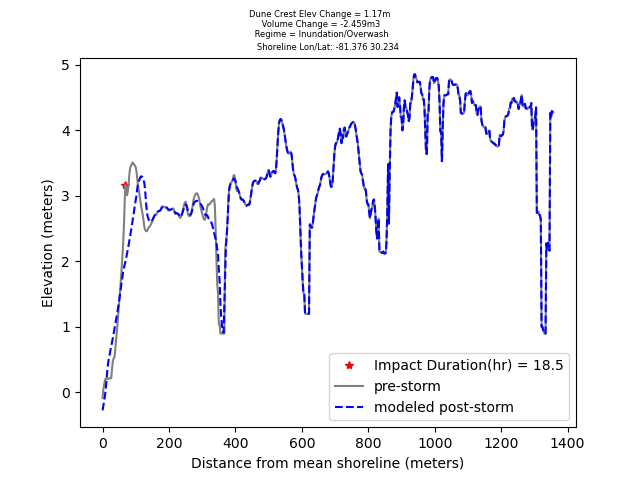 Dune Crest Elev Change = 1.17m
Volume Change = -2.459m3
Regime = Inundation/Overwash
Shoreline Lon/Lat: -81.376 30.234
5
4
3
2
1
0
Elevation (meters)
Impact Duration(hr) = 18.5
pre-storm
modeled post-storm
0 200 400 600 800 1000 1200 1400
Distance from mean shoreline (meters)